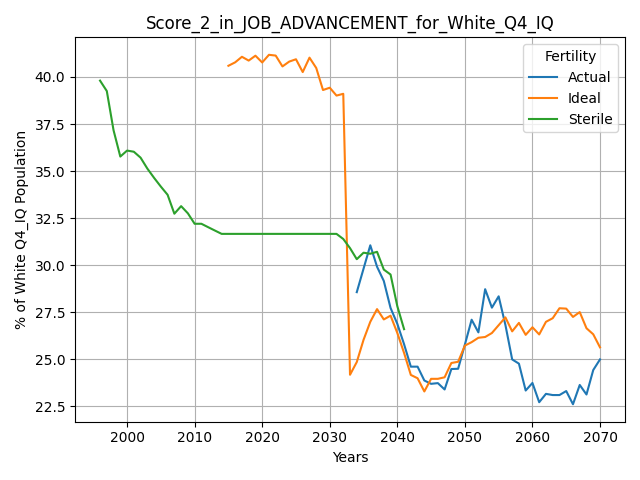 Score_2_in_JOB_ADVANCEMENT_for_White_Q4_IQ
% of White Q4_IQ Population
40.0
37.5
35.0
32.5
30.0
27.5
25.0
22.5
Fertility
Actual
Ideal
Sterile
2000 2010 2020 2030 2040 2050 2060 2070
Years